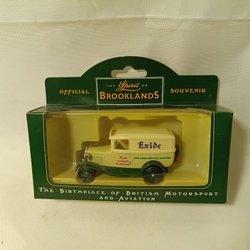 OFFICIAL
THE Spirit OF
BROOKLANDS
SOUVENIR
Exide
THE BIRTHPLACE OF BRITISH MOTORSPORT
AND AVIATION